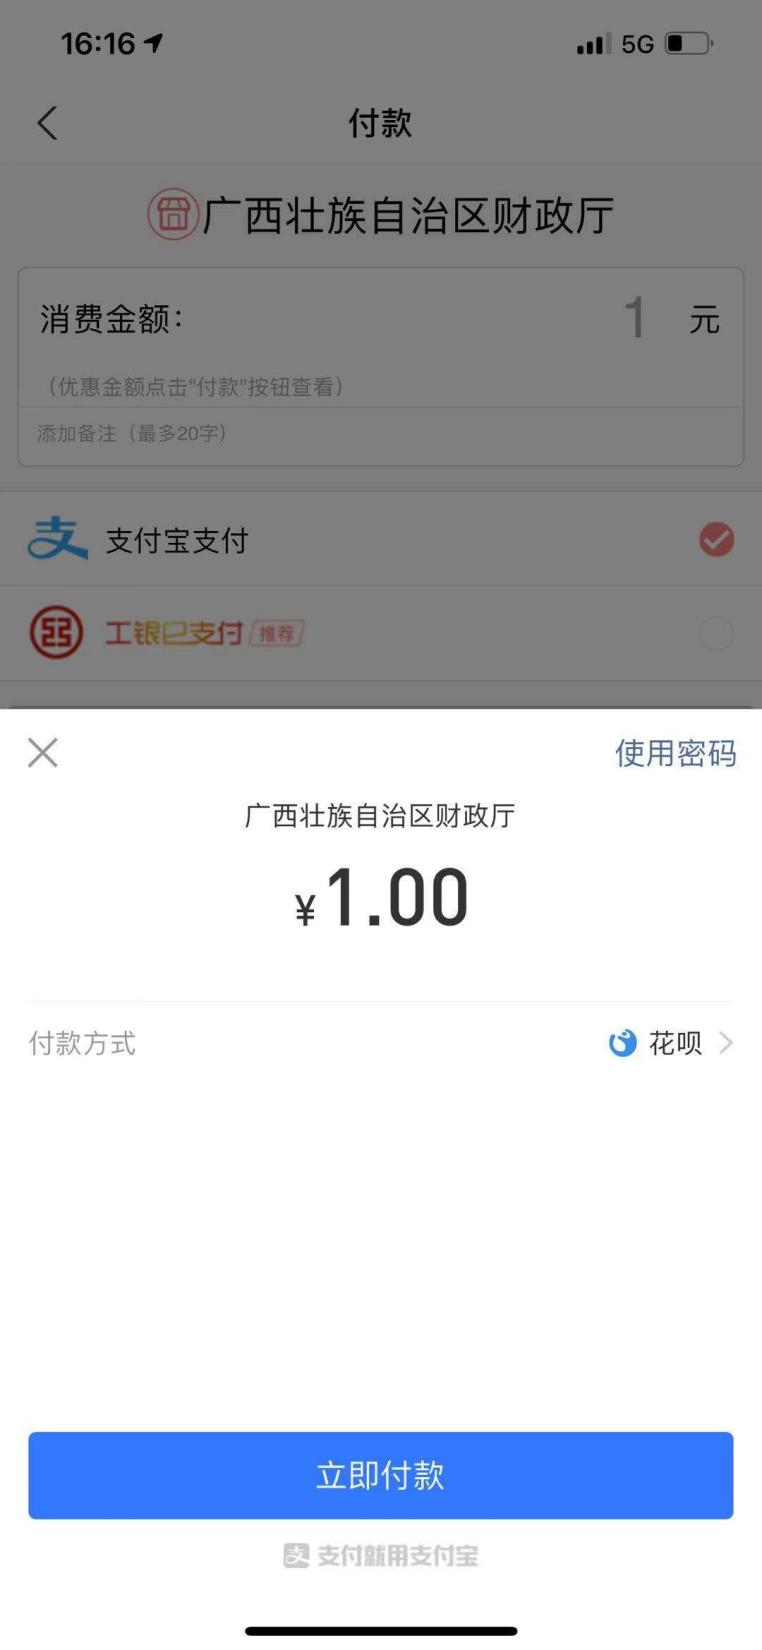 16:16
5G
付款
广西壮族自治区财政厅
消费金额：
1 元
（优惠金额点击"付款"按钮查看）
添加备注（最多20字）
支付宝支付
工银e支付 推荐
使用密码
广西壮族自治区财政厅
¥1.00
付款方式
花呗
立即付款
支付就用支付宝